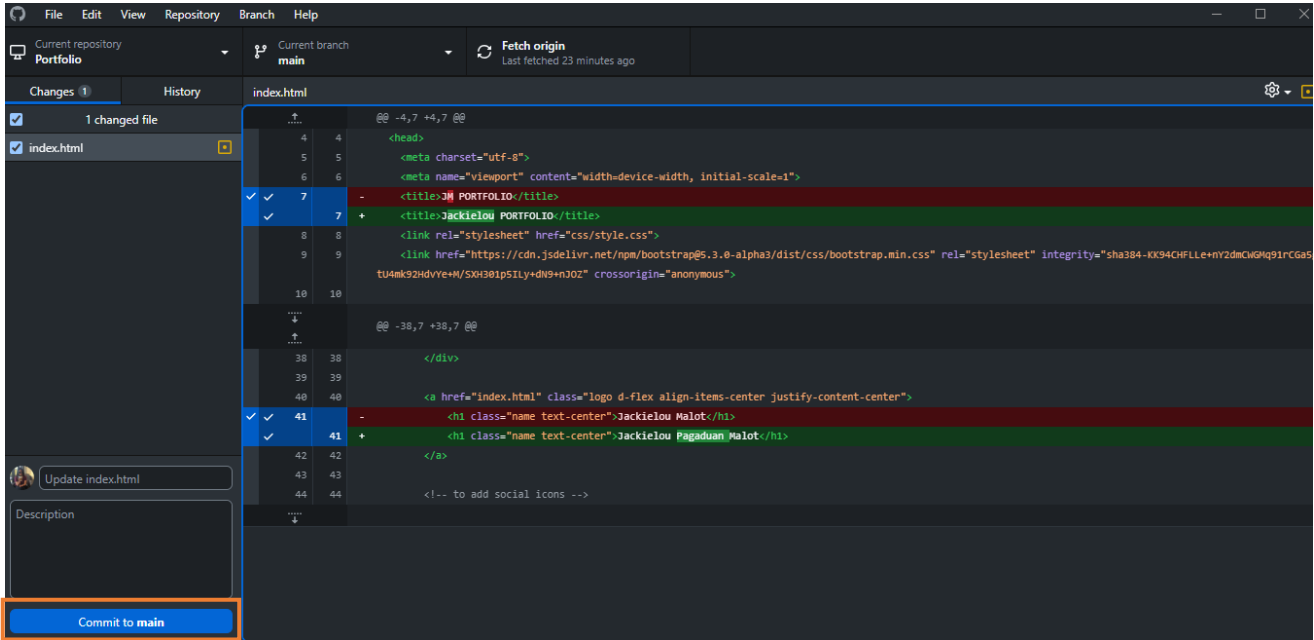 File Edit View Repository Branch Help
Current repository
Portfolio
Current branch
main
Fetch origin
Last fetched 23 minutes ago
Changes 1 History
index.html
1 changed file
index.html
@@ -4,7 +4,7 @@
4 4 <head>
5 5 <meta charset="utf-8">
6 6 <meta name="viewport" content="width=device-width, initial-scale=1">
7 - <title>JM PORTFOLIO</title>
7 + <title>Jackielou PORTFOLIO</title>
8 8 <link rel="stylesheet" href="css/style.css">
9 9 <link href="https://cdn.jsdelivr.net/npm/bootstrap@5.3.0-alpha3/dist/css/bootstrap.min.css" rel="stylesheet" integrity="sha384-KK94CHFLLe+nY2dmCWGMq91rCGa5
tU4mk92HdvYe+M/SXH301p5ILy+dN9+nJOZ" crossorigin="anonymous">
10 10
@@ -38,7 +38,7 @@
38 38 </div>
39 39
40 40 <a href="index.html" class="logo d-flex align-items-center justify-content-center">
41 - <h1 class="name text-center">Jackielou Malot</h1>
41 + <h1 class="name text-center">Jackielou Pagaduan Malot</h1>
42 42 </a>
43 43
44 44 <!-- to add social icons -->
Update index.html
Description
Commit to main